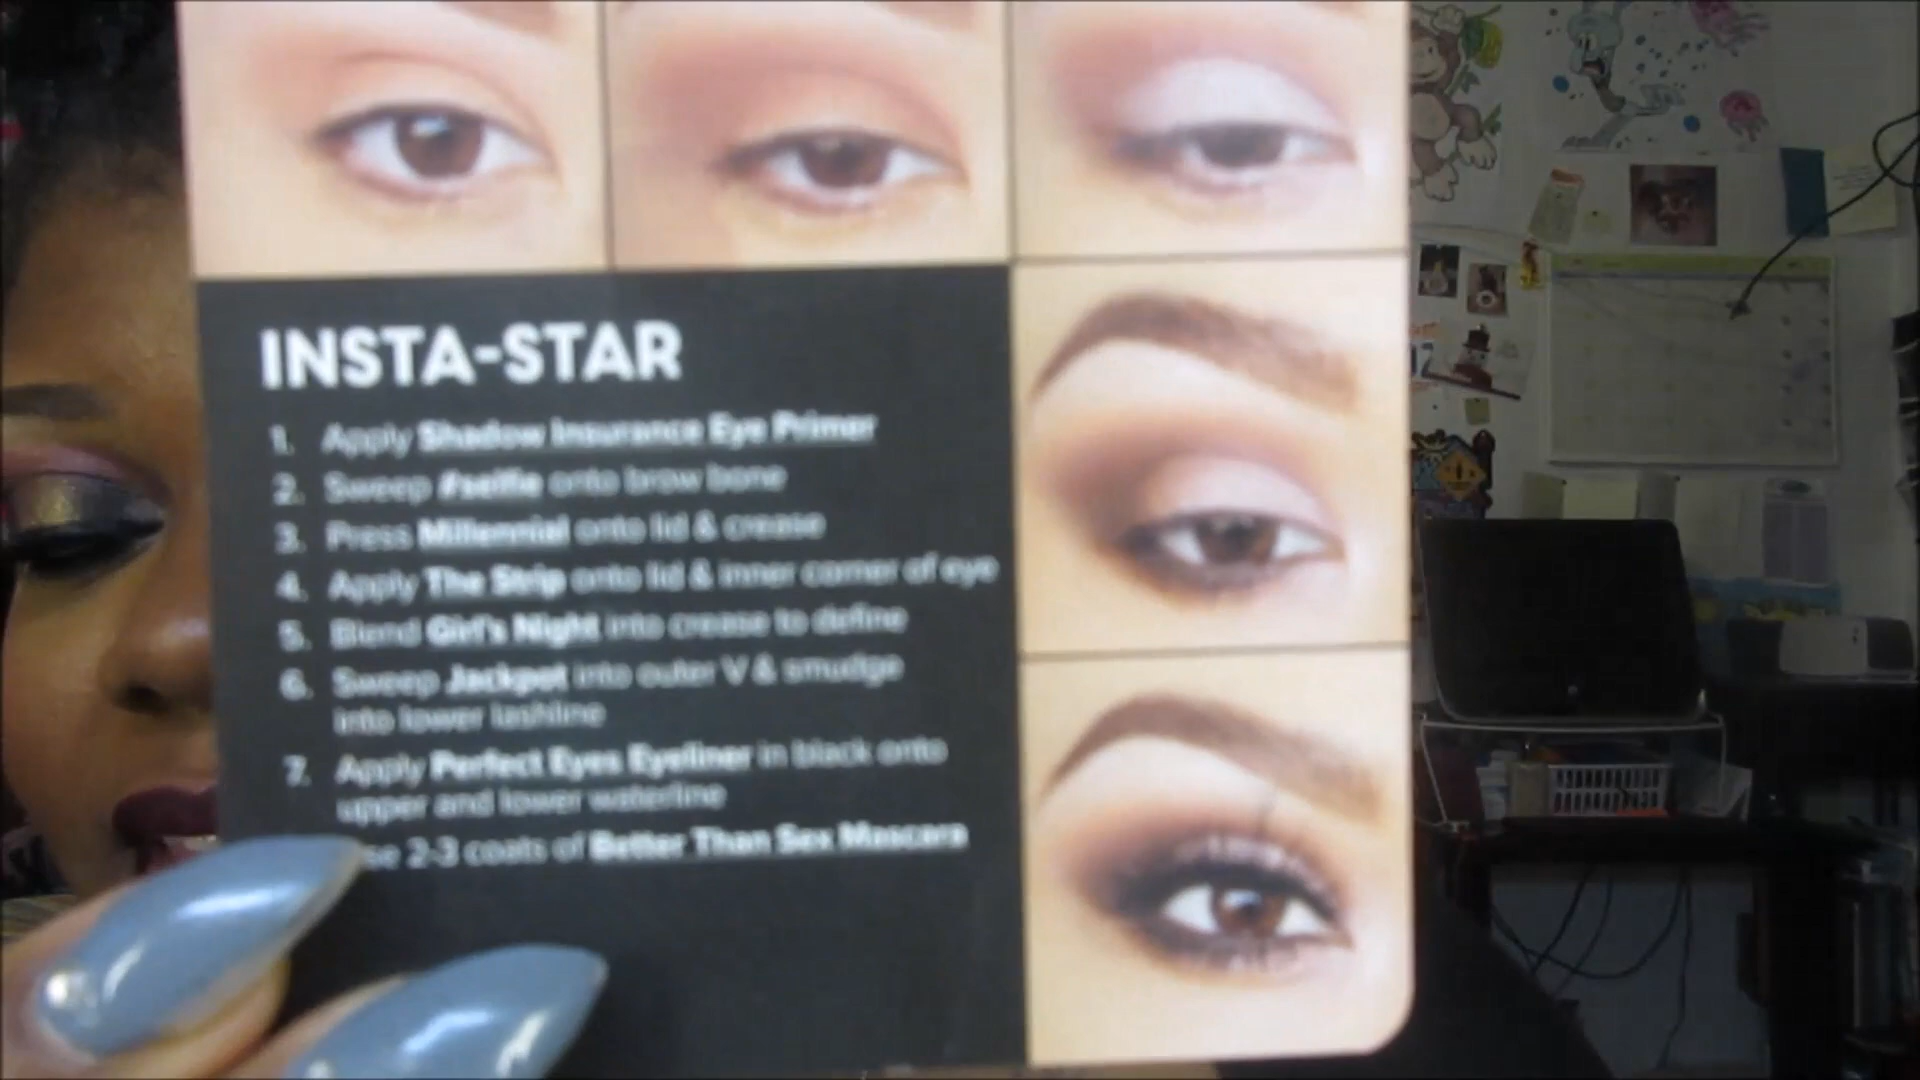 INSTA-STAR
1. Apply Shadow Insurance Eye Primer
2. Sweep #selfie onto brow bone
3. Press Millennial onto lid & crease
4. Apply The Strip onto lid & inner corner of eye
5. Blend Girl's Night into crease to define
6. Sweep Jackpot into outer V & smudge
into lower lashline
7. Apply Perfect Eyes Eyeliner in black onto
upper and lower waterline
se 2-3 coats of Better Than Sex Mascara